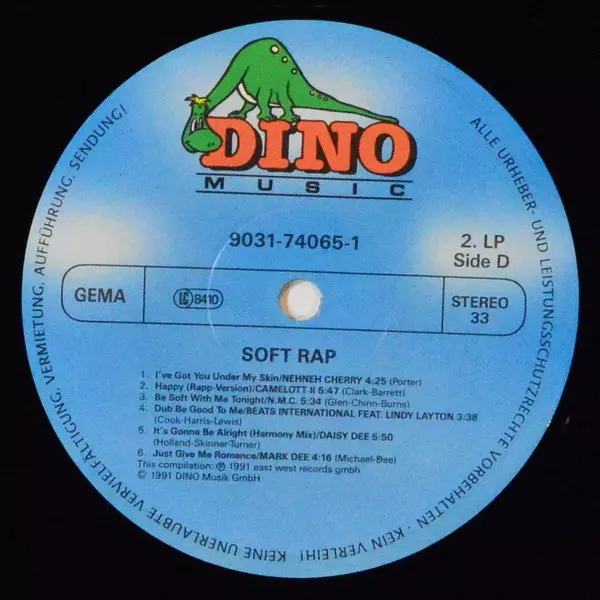 DINO
MUSIC
9031-74065-1
2. LP
Side D
GEMA
LC 8410
STEREO
33
SOFT RAP
1. I've Got You Under My Skin/NEHNEH CHERRY 4:25 (Porter)
2. Happy (Rapp-Version)/CAMELOTT II 5:47 (Clark-Barrett)
3. Be Soft With Me Tonight/N.M.C. 5:34 (Glen-Chinn-Burns)
4. Dub Be Good To Me/BEATS INTERNATIONAL FEAT. LINDY LAYTON 3:38
(Cook-Harris-Lewis)
5. It's Gonne Be Alright (Harmony Mix)/DAISY DEE 5:50
(Holland-Skinner-Turner)
6. Just Give Me Romance/MARK DEE 4:16 (Michael-Dee)
This compilation: ℗ 1991 east west records gmbh
© 1991 DINO Musik GmbH
ALLE URHEBER- UND LEISTUNGSSCHUTZRECHTE VORBEHALTEN · KEIN VERLEIH! KEINE UNERLAUBTE VERVIELFÄLTIGUNG, VERMIETUNG, AUFFÜHRUNG, SENDUNG!